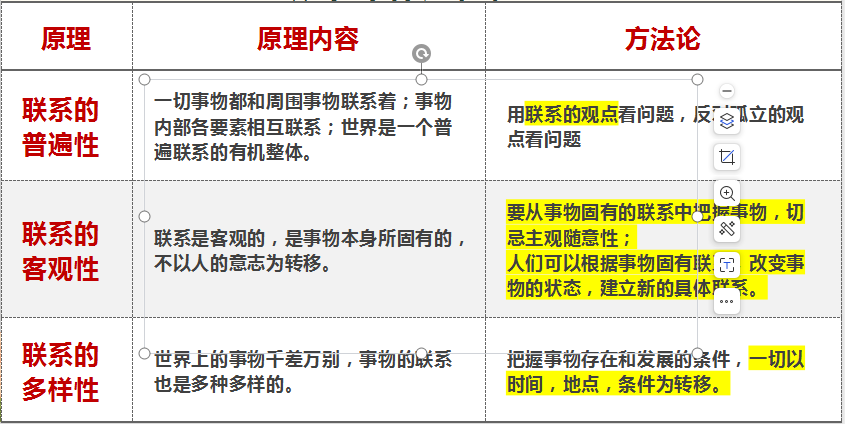 原理
原理内容
方法论
联系的
普遍性
一切事物都和周围事物联系着；事物
内部各要素相互联系；世界是一个普
遍联系的有机整体。
用联系的观点看问题，反对孤立的观
点看问题
联系的
客观性
联系是客观的，是事物本身所固有的，
不以人的意志为转移。
要从事物固有的联系中把握事物，切
忌主观随意性；
人们可以根据事物固有联 改变事
物的状态，建立新的具体联系。
联系的
多样性
世界上的事物千差万别，事物的联系
也是多种多样的。
把握事物存在和发展的条件，一切以
时间，地点，条件为转移。